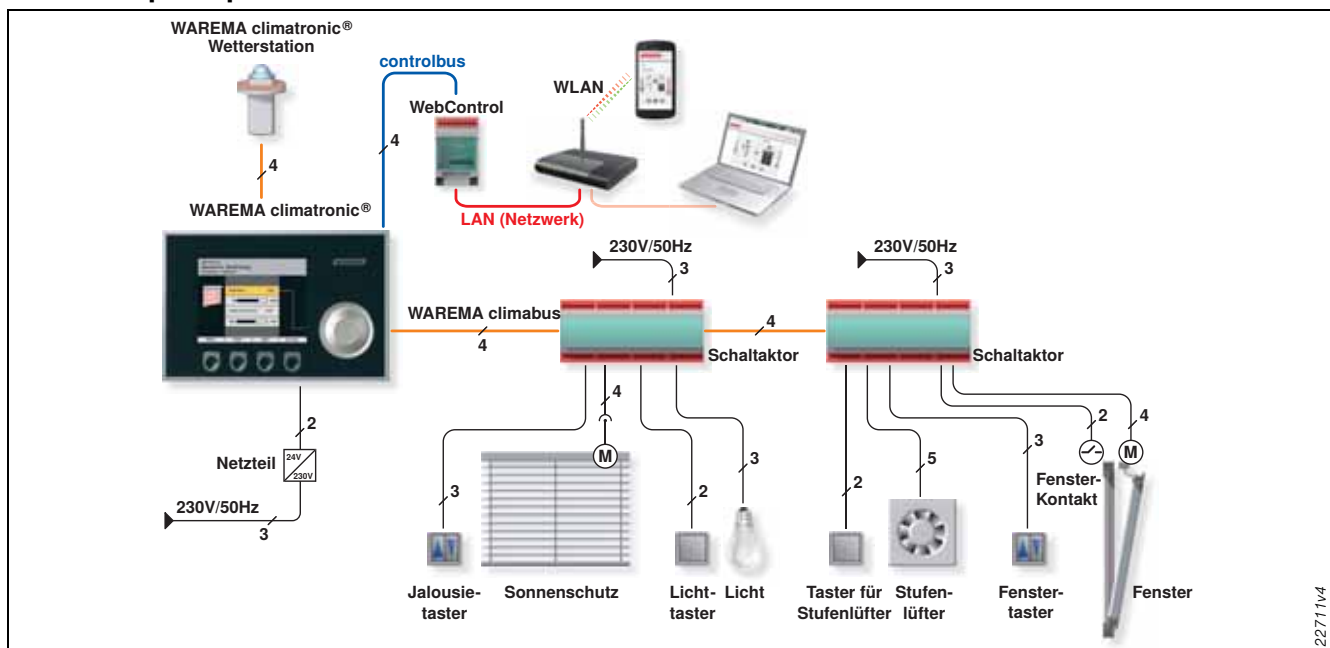 WAREMA climatronic®
Wetterstation
controlbus
WLAN
WebControl
4
4
WAREMA climatronic®
LAN (Netzwerk)
230V/50Hz
3
230V/50Hz
3
WAREMA climabus
4
4
Schaltaktor
Schaltaktor
2
Netzteil
24V
230V
230V/50Hz
3
4
M
3
2
3
2
5
3
2
4
M
Fenster-
Kontakt
Jalousie-
taster
Sonnenschutz
Licht-
taster
Licht
Taster für
Stufenlüfter
Stufen-
lüfter
Fenster-
taster
Fenster
22711v4